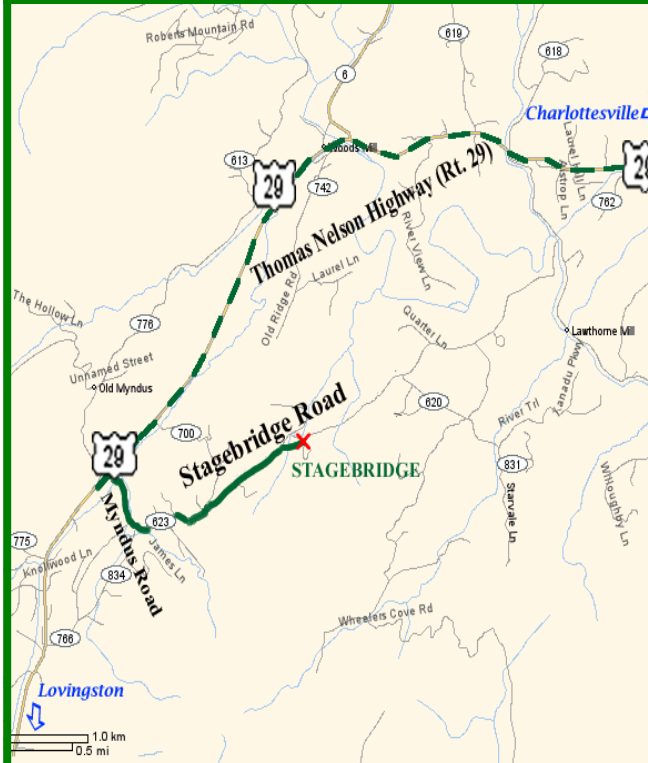 Roberts Mountain Rd
619
618
6
Charlottesville
Woods Mill
613
29
742
29
Laurel Hill Ln
Alstrop Ln
762
Thomas Nelson Highway (Rt. 29)
River View Ln
Laurel Ln
Old Ridge Rd
The Hollow Ln
776
Quarter Ln
Lawthorne Mill
Unnamed Street
Old Myndus
Xanadu Pkwy
620
River Trl
700
Stagebridge Road
29
STAGEBRIDGE
831
Starvale Ln
Willoughby Ln
623
Myndus Road
775
James Ln
Knollwood Ln
834
Wheelers Cove Rd
766
Lovingston
1.0 km
0.5 mi